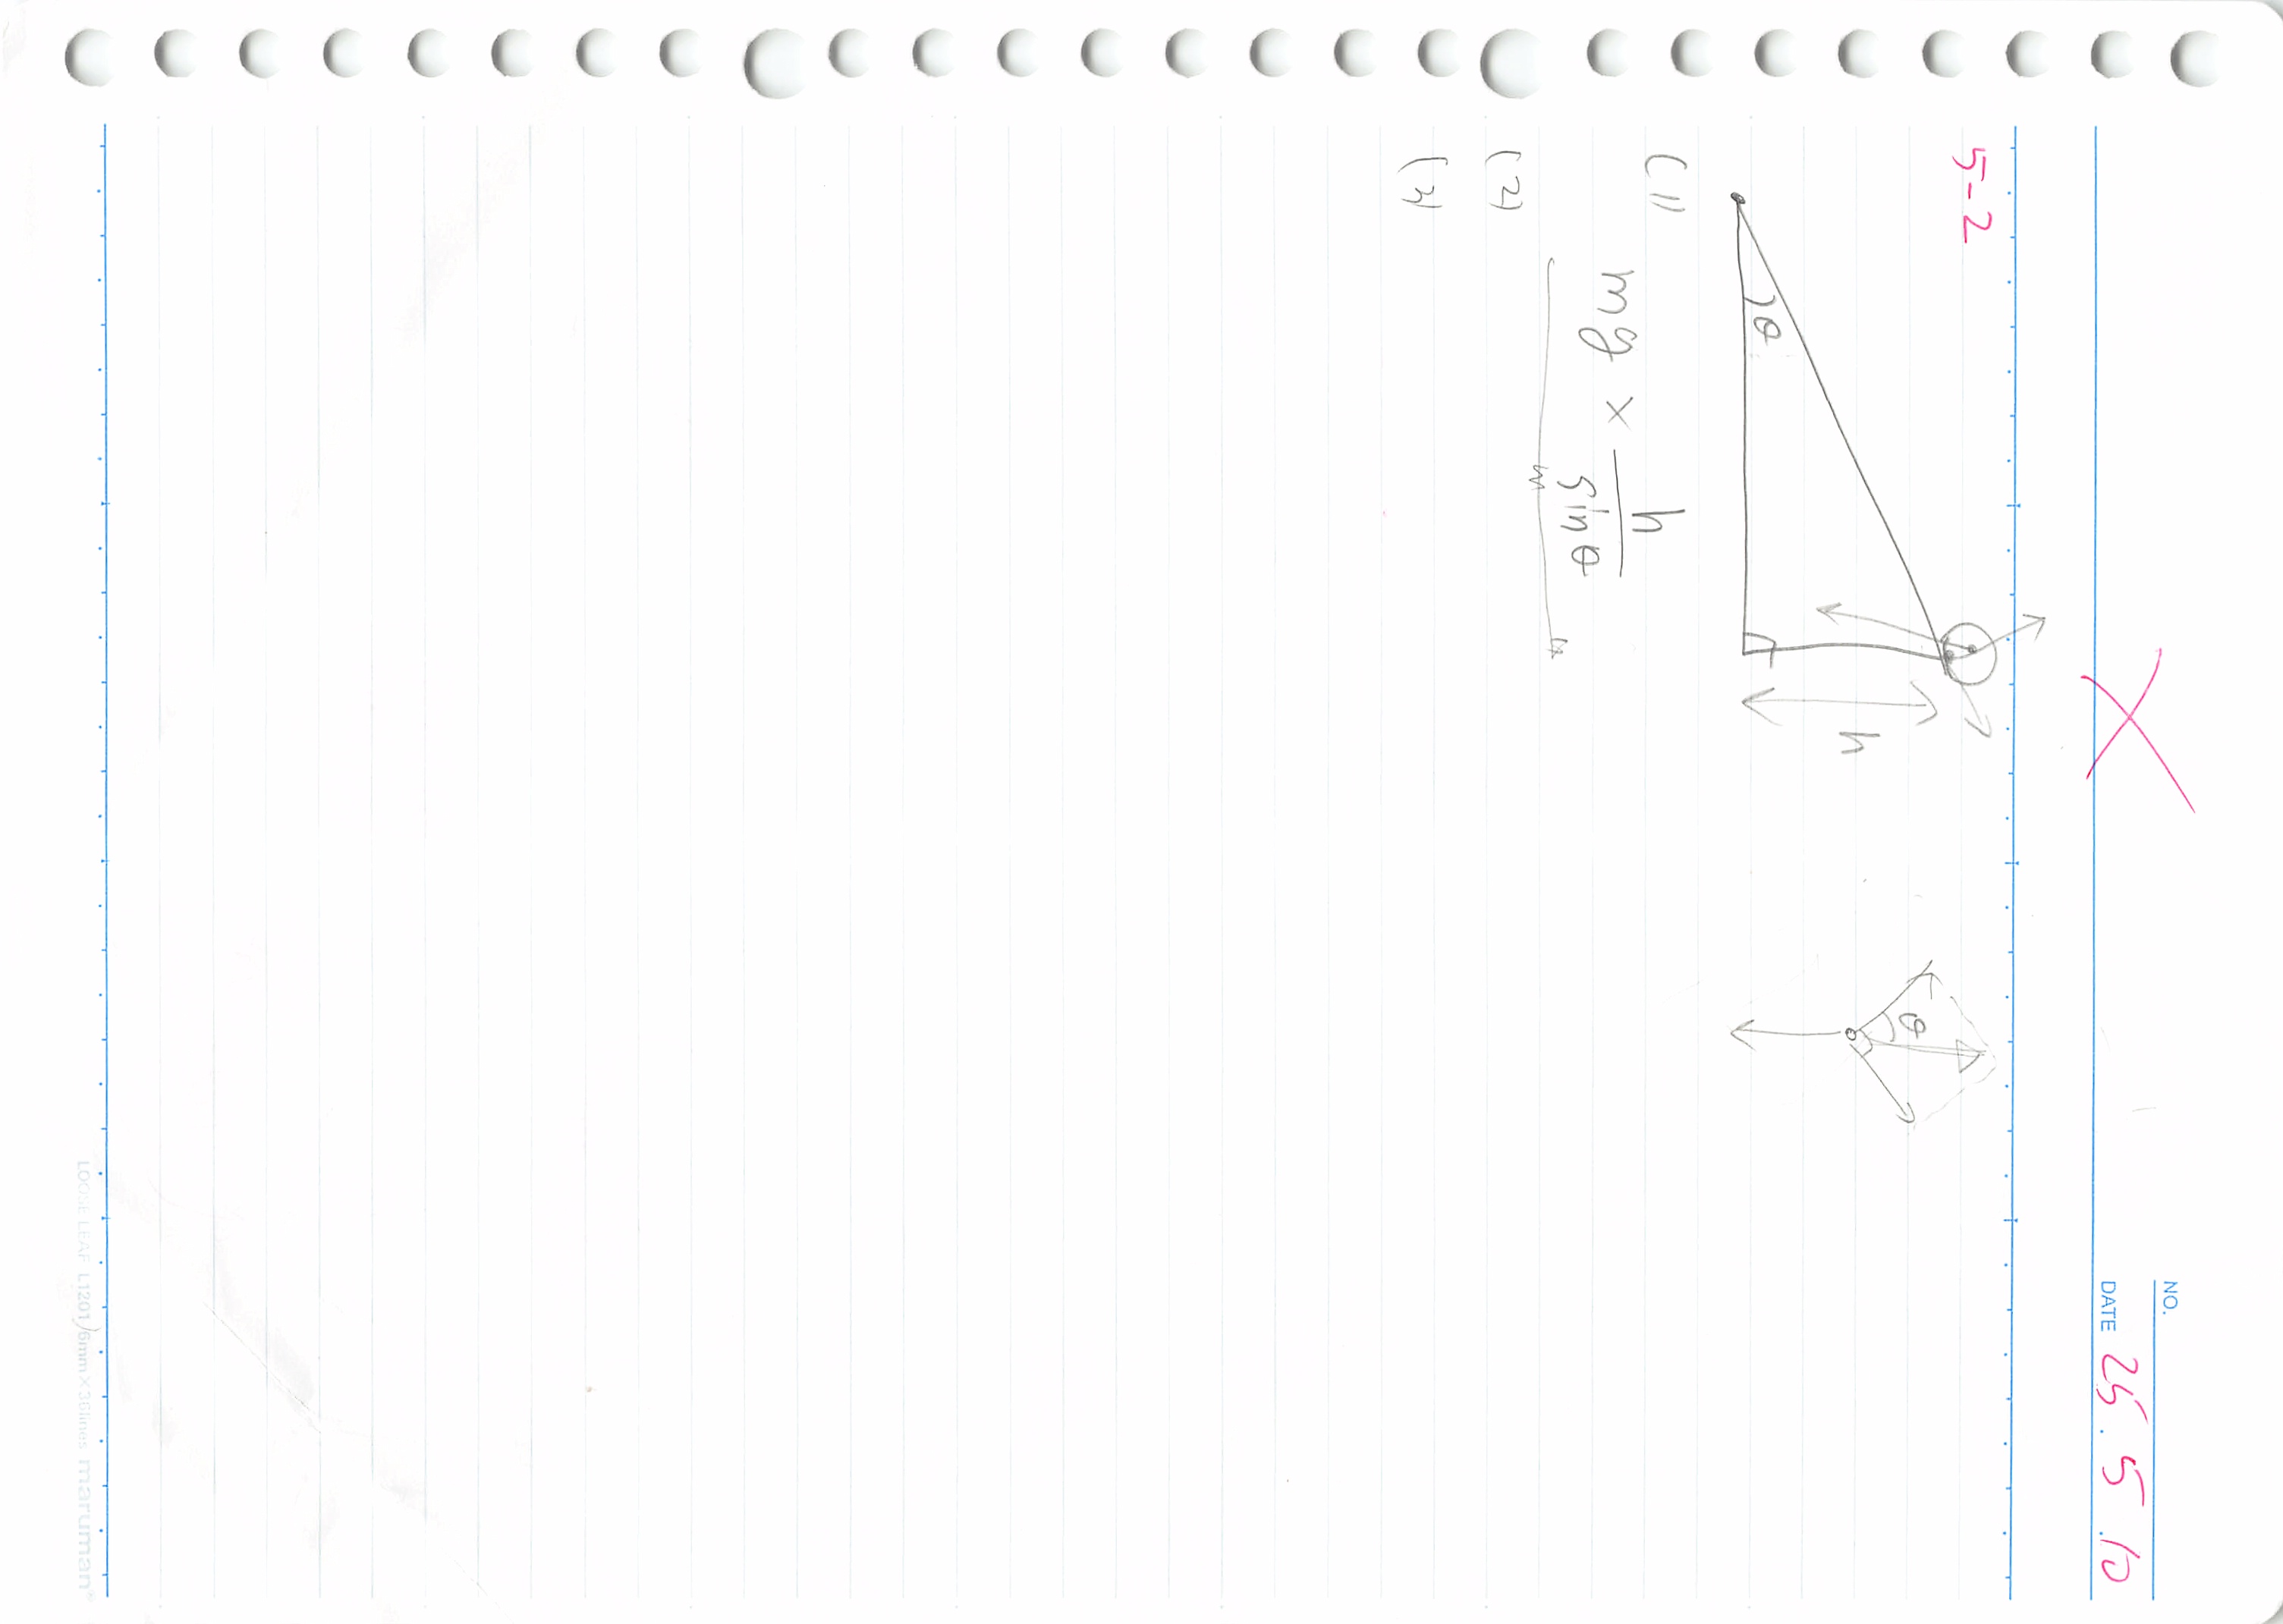 NO.
DATE 25.5.10
5-2
θ
h
θ
(1)
mg × h/sinθ
(2)
(3)
LOOSE LEAF L1201 6mm×36lines maruman®